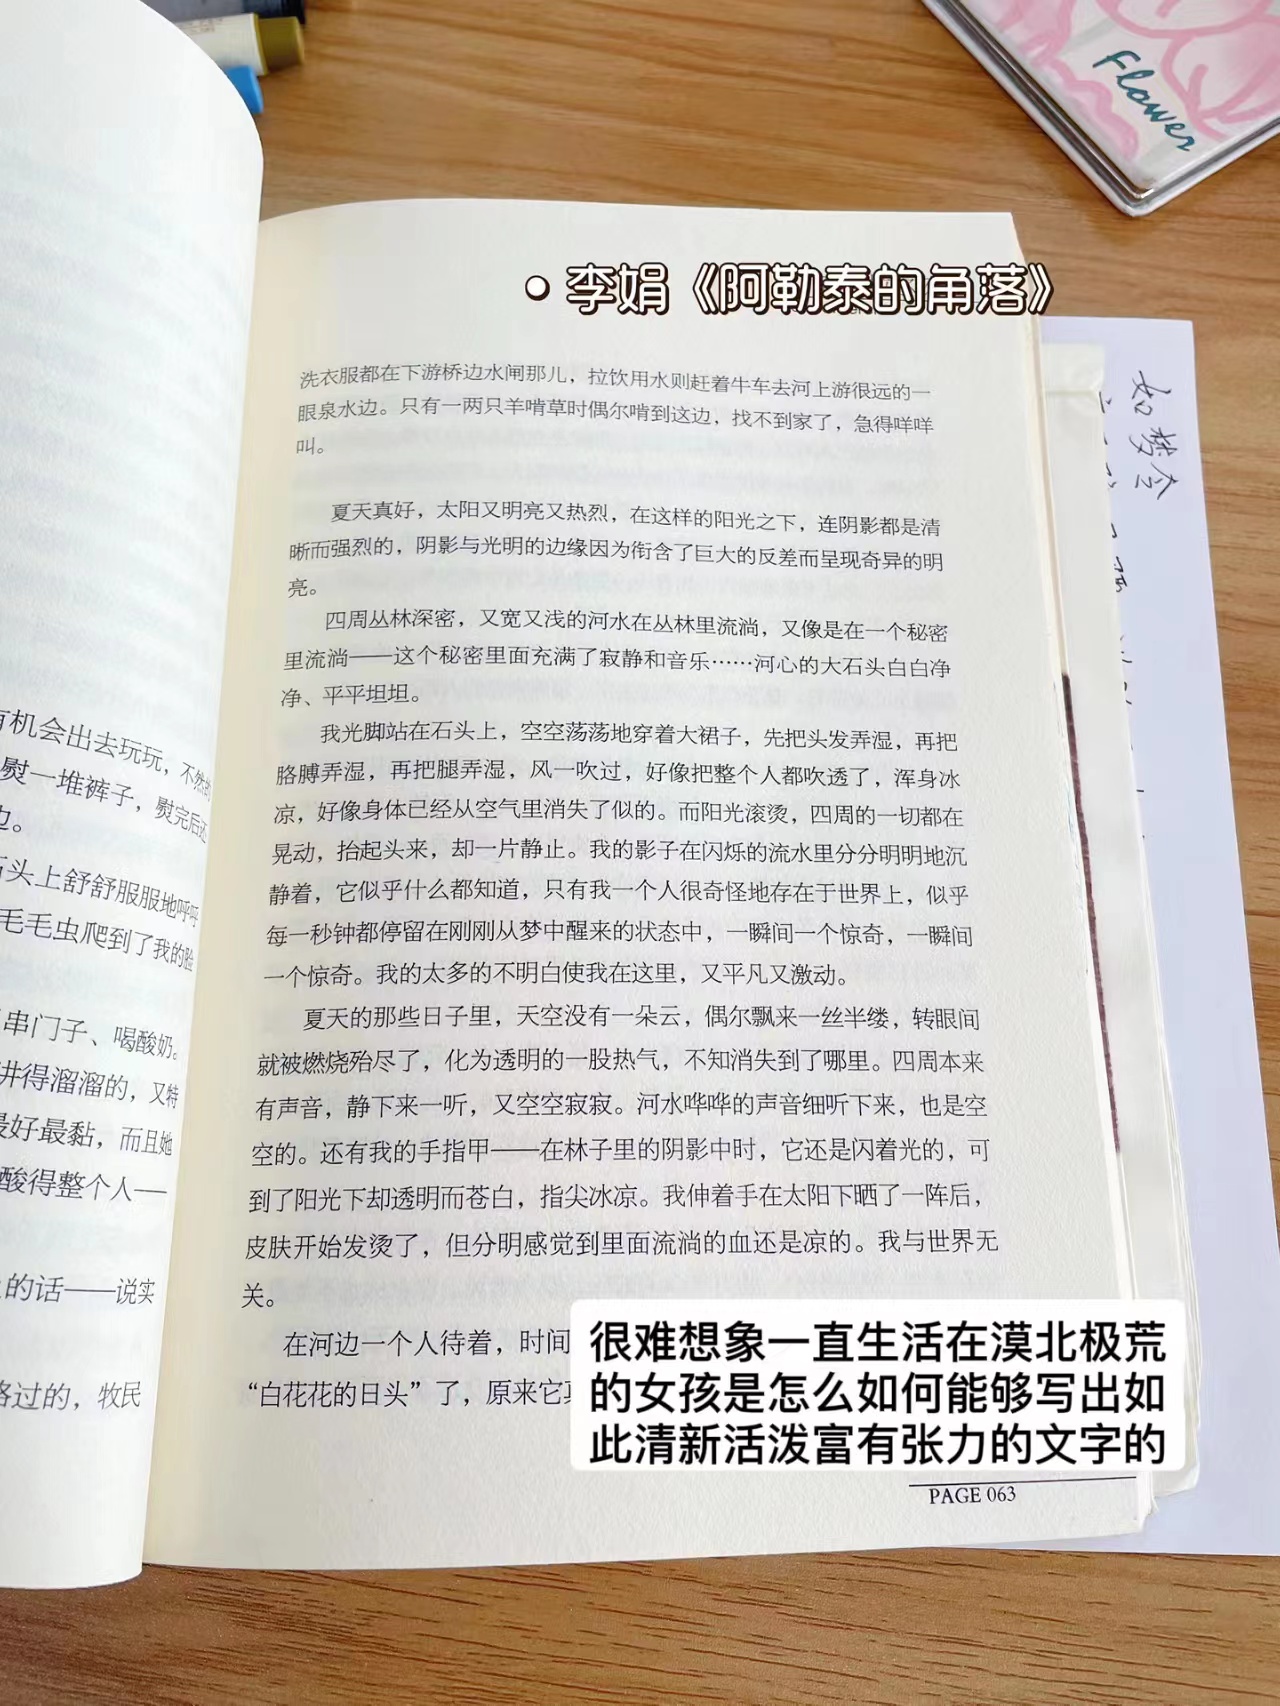 Flower
李娟《阿勒泰的角落》
如梦令
有机会出去玩玩，不然的
熨一堆裤子，熨完后还
边。
石头上舒舒服服地呼呼
毛毛虫爬到了我的脸
串门子、喝酸奶。
讲得溜溜的，又特
最好最黏，而且她
酸得整个人——
的话——说实
路过的，牧民
洗衣服都在下游桥边水闸那儿，拉饮用水则赶着牛车去河上游很远的一
眼泉水边。只有一两只羊啃草时偶尔啃到这边，找不到家了，急得咩咩
叫。
夏天真好，太阳又明亮又热烈，在这样的阳光之下，连阴影都是清
晰而强烈的，阴影与光明的边缘因为衔含了巨大的反差而呈现奇异的明
亮。
四周丛林深密，又宽又浅的河水在丛林里流淌，又像是在一个秘密
里流淌——这个秘密里面充满了寂静和音乐……河心的大石头白白净
净、平平坦坦。
我光脚站在石头上，空空荡荡地穿着大裙子，先把头发弄湿，再把
胳膊弄湿，再把腿弄湿，风一吹过，好像把整个人都吹透了，浑身冰
凉，好像身体已经从空气里消失了似的。而阳光滚烫，四周的一切都在
晃动，抬起头来，却一片静止。我的影子在闪烁的流水里分分明明地沉
静着，它似乎什么都知道，只有我一个人很奇怪地存在于世界上，似乎
每一秒钟都停留在刚刚从梦中醒来的状态中，一瞬间一个惊奇，一瞬间
一个惊奇。我的太多的不明白使我在这里，又平凡又激动。
夏天的那些日子里，天空没有一朵云，偶尔飘来一丝半缕，转眼间
就被燃烧殆尽了，化为透明的一股热气，不知消失到了哪里。四周本来
有声音，静下来一听，又空空寂寂。河水哗哗的声音细听下来，也是空
空的。还有我的手指甲——在林子里的阴影中时，它还是闪着光的，可
到了阳光下却透明而苍白，指尖冰凉。我伸着手在太阳下晒了一阵后，
皮肤开始发烫了，但分明感觉到里面流淌的血还是凉的。我与世界无
关。
在河边一个人待着，时间
“白花花的日头”了，原来它真
很难想象一直生活在漠北极荒
的女孩是怎么如何能够写出如
此清新活泼富有张力的文字的
PAGE 063